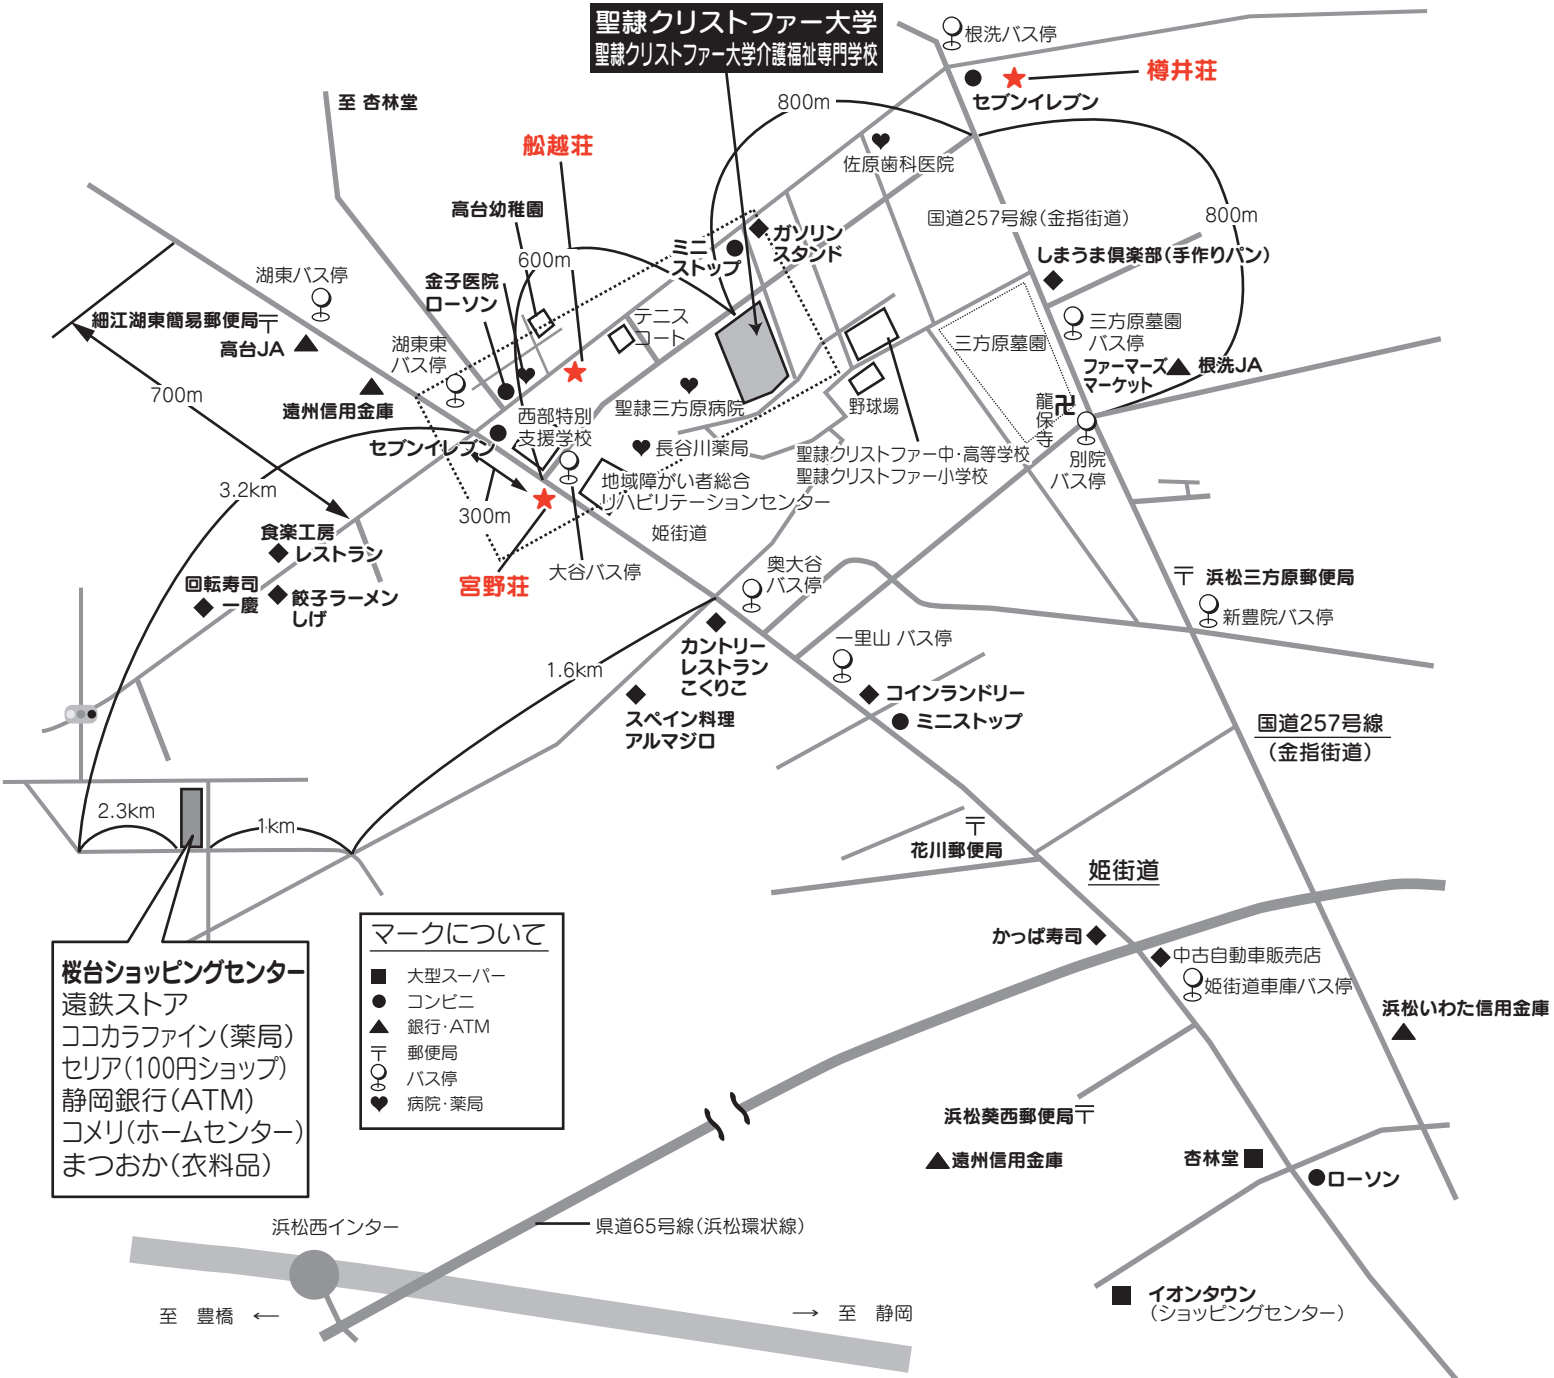 聖隷クリストファー大学
聖隷クリストファー大学介護福祉専門学校
根洗バス停
樽井荘
セブンイレブン
至 杏林堂
800m
舩越荘
佐原歯科医院
高台幼稚園
国道257号線(金指街道)
800m
ガソリン
スタンド
ミニ
ストップ
600m
しまうま倶楽部(手作りパン)
湖東バス停
金子医院
ローソン
細江湖東簡易郵便局〒
高台JA
テニス
コート
湖東東
バス停
三方原墓園
三方原墓園
バス停
ファーマーズ
マーケット
根洗JA
700m
遠州信用金庫
聖隷三方原病院
野球場
龍保寺
卍
西部特別
支援学校
セブンイレブン
長谷川薬局
聖隷クリストファー中・高等学校
聖隷クリストファー小学校
別院
バス停
3.2km
300m
地域障がい者総合
リハビリテーションセンター
姫街道
食楽工房
レストラン
大谷バス停
宮野荘
奥大谷
バス停
〒 浜松三方原郵便局
新豊院バス停
回転寿司
一慶
餃子ラーメン
しげ
カントリー
レストラン
こくりこ
一里山 バス停
1.6km
コインランドリー
ミニストップ
スペイン料理
アルマジロ
国道257号線
(金指街道)
2.3km
1km
〒
花川郵便局
姫街道
かっぱ寿司
中古自動車販売店
姫街道車庫バス停
浜松いわた信用金庫
桜台ショッピングセンター
遠鉄ストア
ココカラファイン(薬局)
セリア(100円ショップ)
静岡銀行(ATM)
コメリ(ホームセンター)
まつおか(衣料品)
マークについて
■ 大型スーパー
● コンビニ
▲ 銀行・ATM
〒 郵便局
バス停
♥ 病院・薬局
浜松葵西郵便局〒
遠州信用金庫
杏林堂
ローソン
浜松西インター
県道65号線(浜松環状線)
至 豊橋 ←
→ 至 静岡
イオンタウン
(ショッピングセンター)